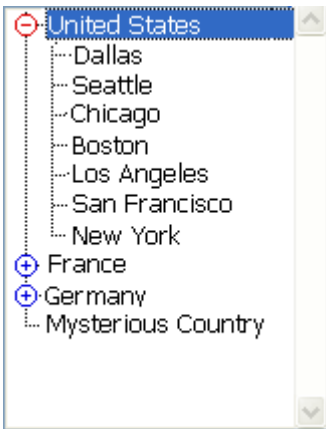 United States
Dallas
Seattle
Chicago
Boston
Los Angeles
San Francisco
New York
France
Germany
Mysterious Country